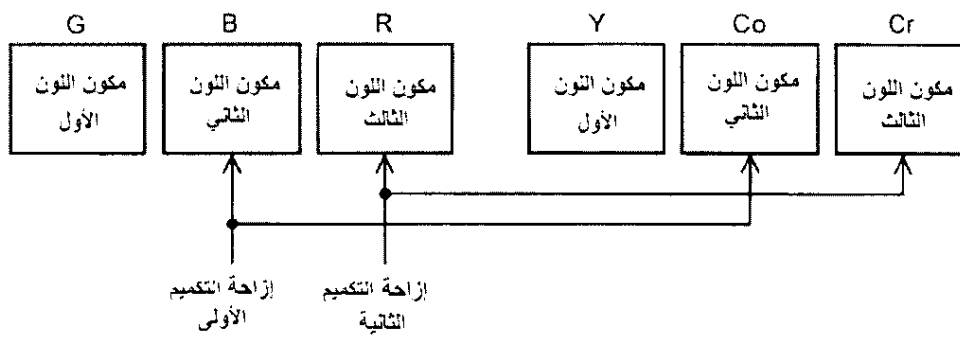 G B R Y Co Cr
مكون اللون
الأول
مكون اللون
الثاني
مكون اللون
الثالث
مكون اللون
الأول
مكون اللون
الثاني
مكون اللون
الثالث
إزاحة التكميم
الأولى
إزاحة التكميم
الثانية